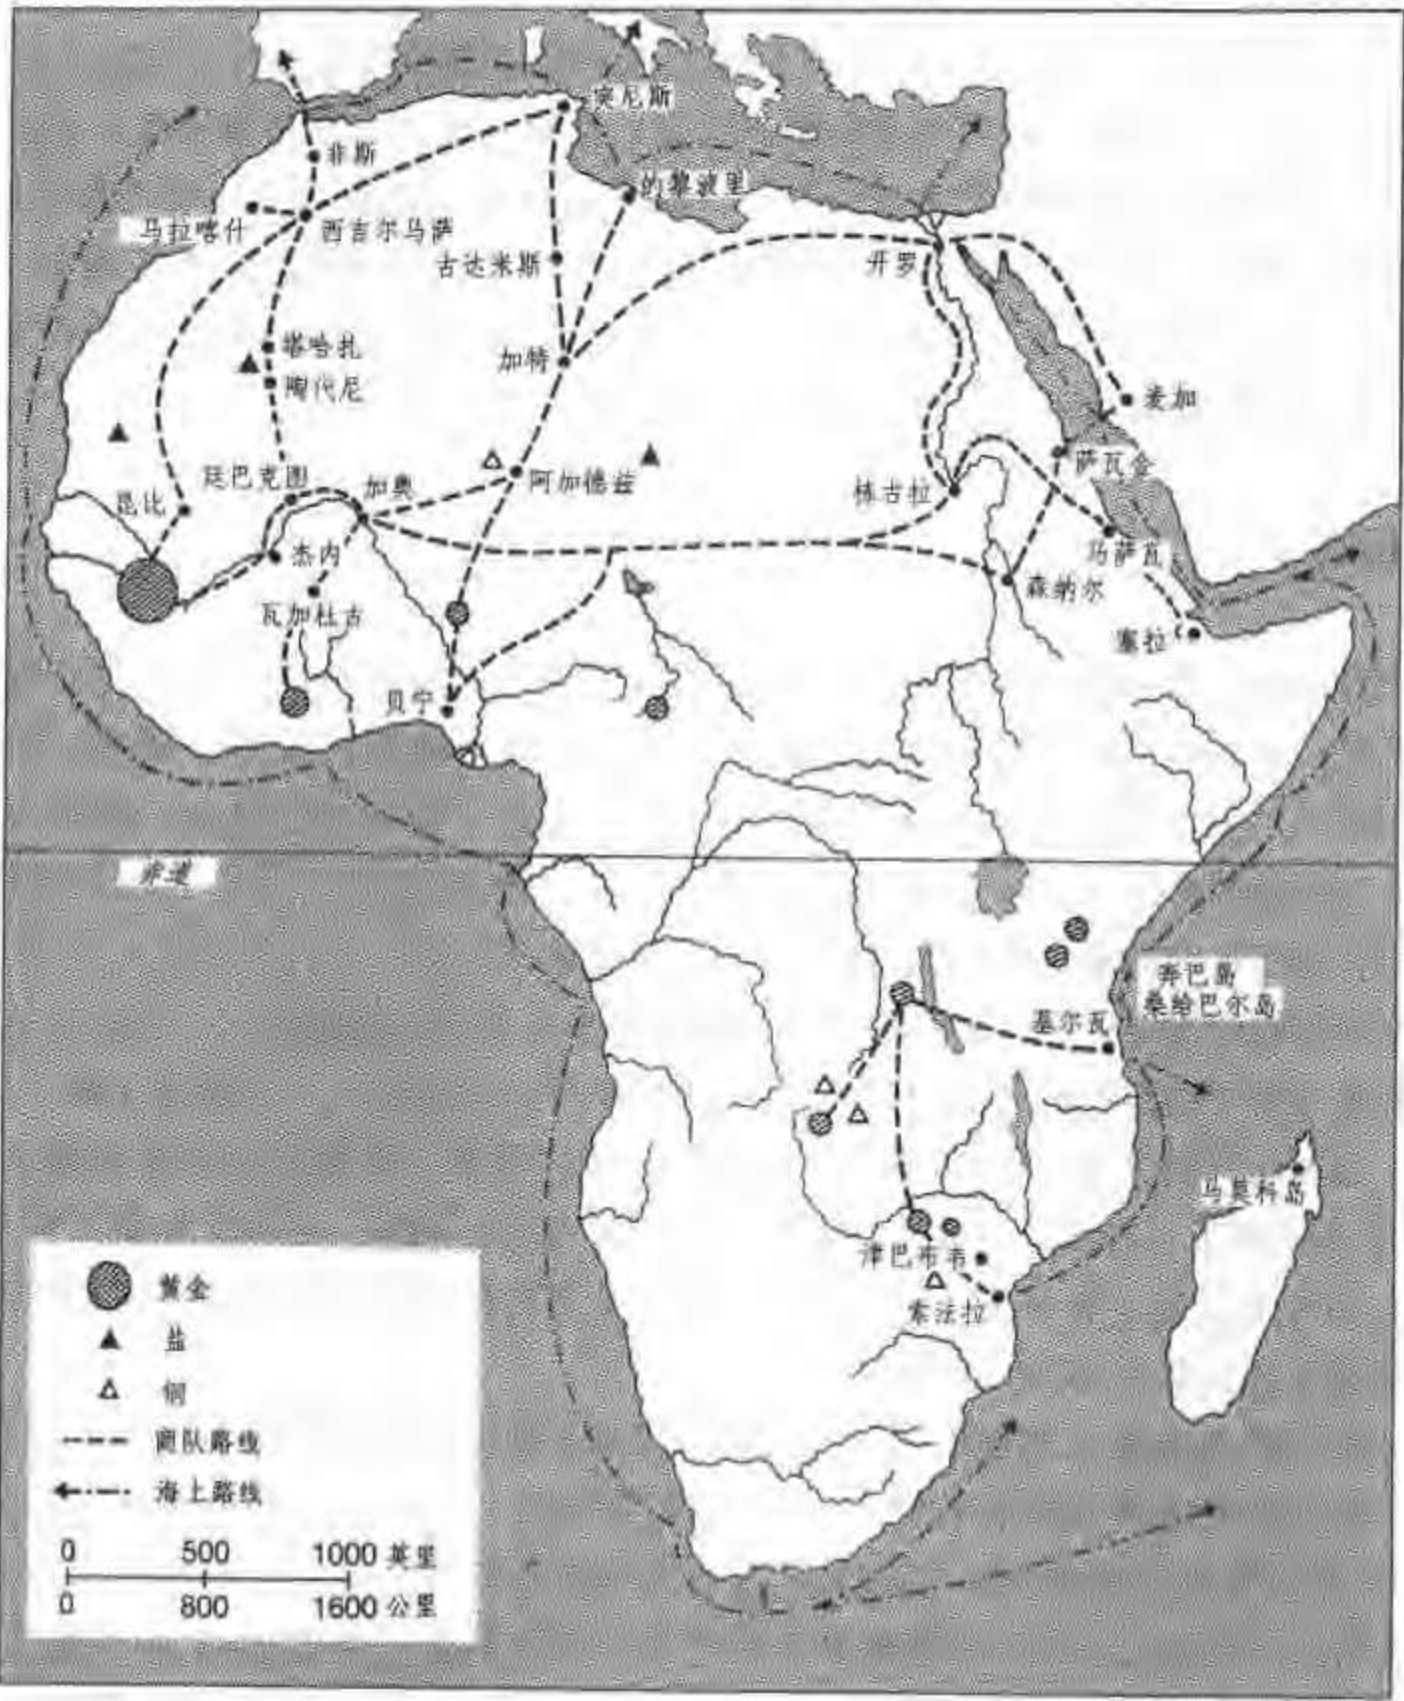 突尼斯
非斯
的黎波里
马拉喀什
西吉尔马萨
古达米斯
开罗
塔哈扎
加特
陶代尼
麦加
廷巴克图
加奥
阿加德兹
萨瓦金
栋古拉
昆比
杰内
马萨瓦
瓦加杜古
森纳尔
塞拉
贝宁
赤道
奔巴岛
桑给巴尔岛
基尔瓦
马莫科岛
津巴布韦
索法拉
黄金
盐
铜
商队路线
海上路线
0 500 1000 英里
0 800 1600 公里